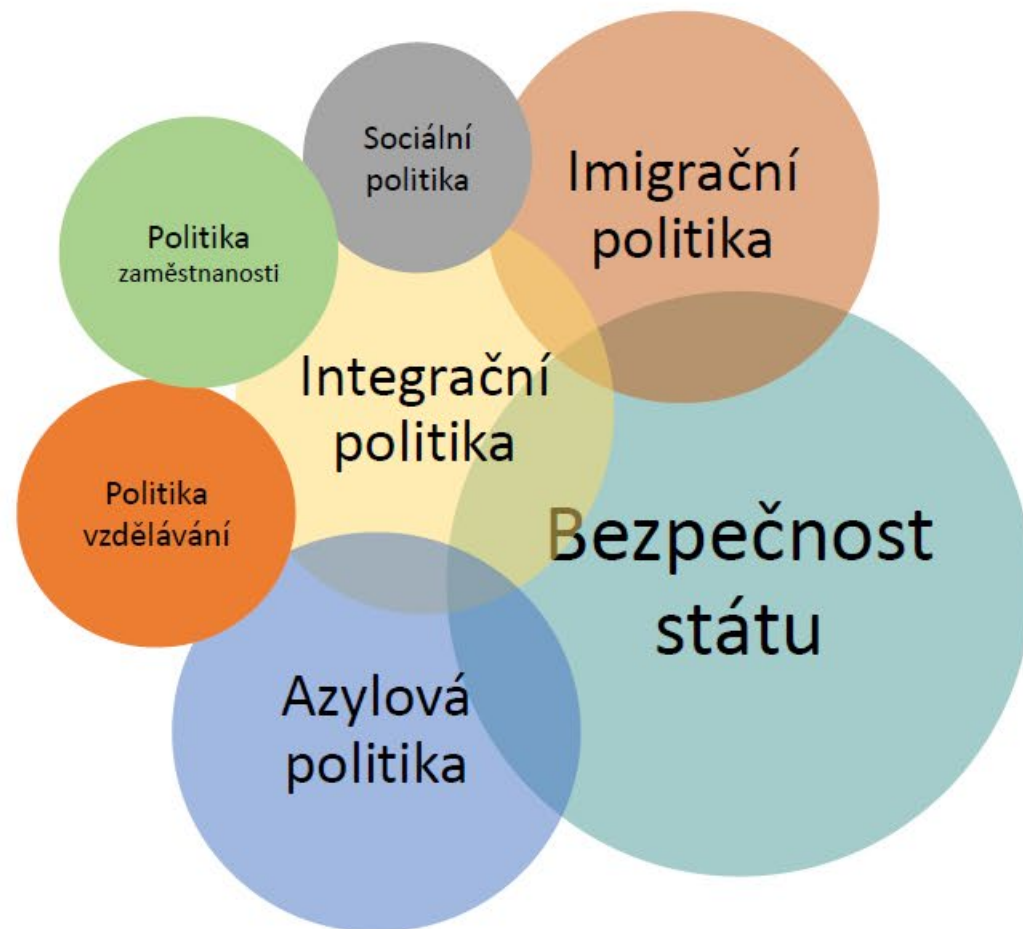 Sociální
politika
Imigrační
politika
Politika
zaměstnanosti
Integrační
politika
Politika
vzdělávání
Bezpečnost
státu
Azylová
politika